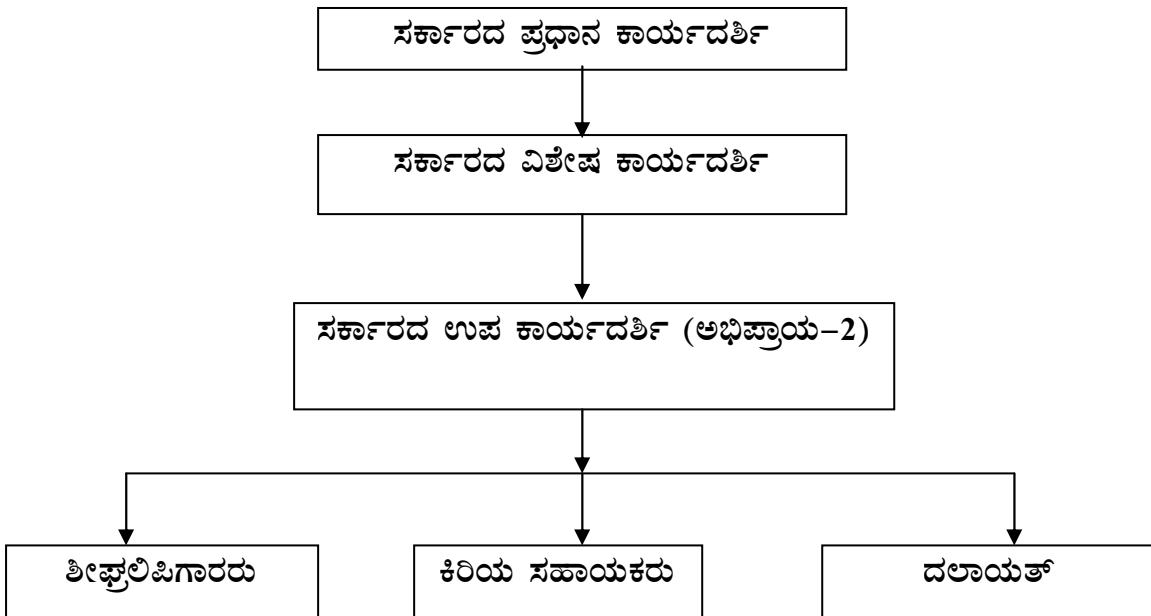 ಸರ್ಕಾರದ ಪ್ರಧಾನ ಕಾರ್ಯದರ್ಶಿ
ಸರ್ಕಾರದ ವಿಶೇಷ ಕಾರ್ಯದರ್ಶಿ
ಸರ್ಕಾರದ ಉಪ ಕಾರ್ಯದರ್ಶಿ (ಅಭಿಪ್ರಾಯ-2)
ಶೀಘ್ರಲಿಪಿಗಾರರು
ಕಿರಿಯ ಸಹಾಯಕರು
ದಲಾಯತ್